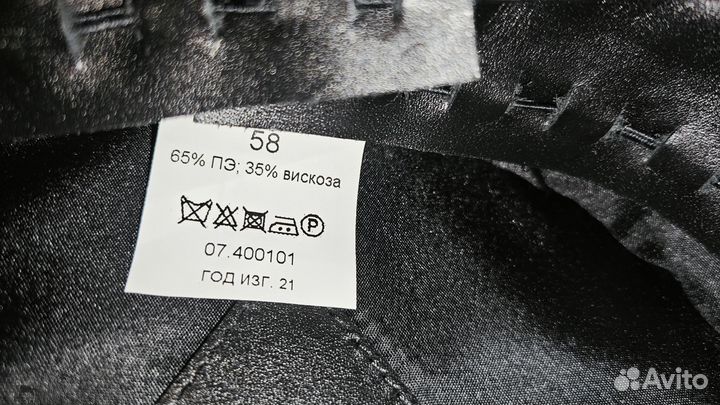 58
65% ПЭ; 35% вискоза
P
07.400101
ГОД ИЗГ. 21
Avito